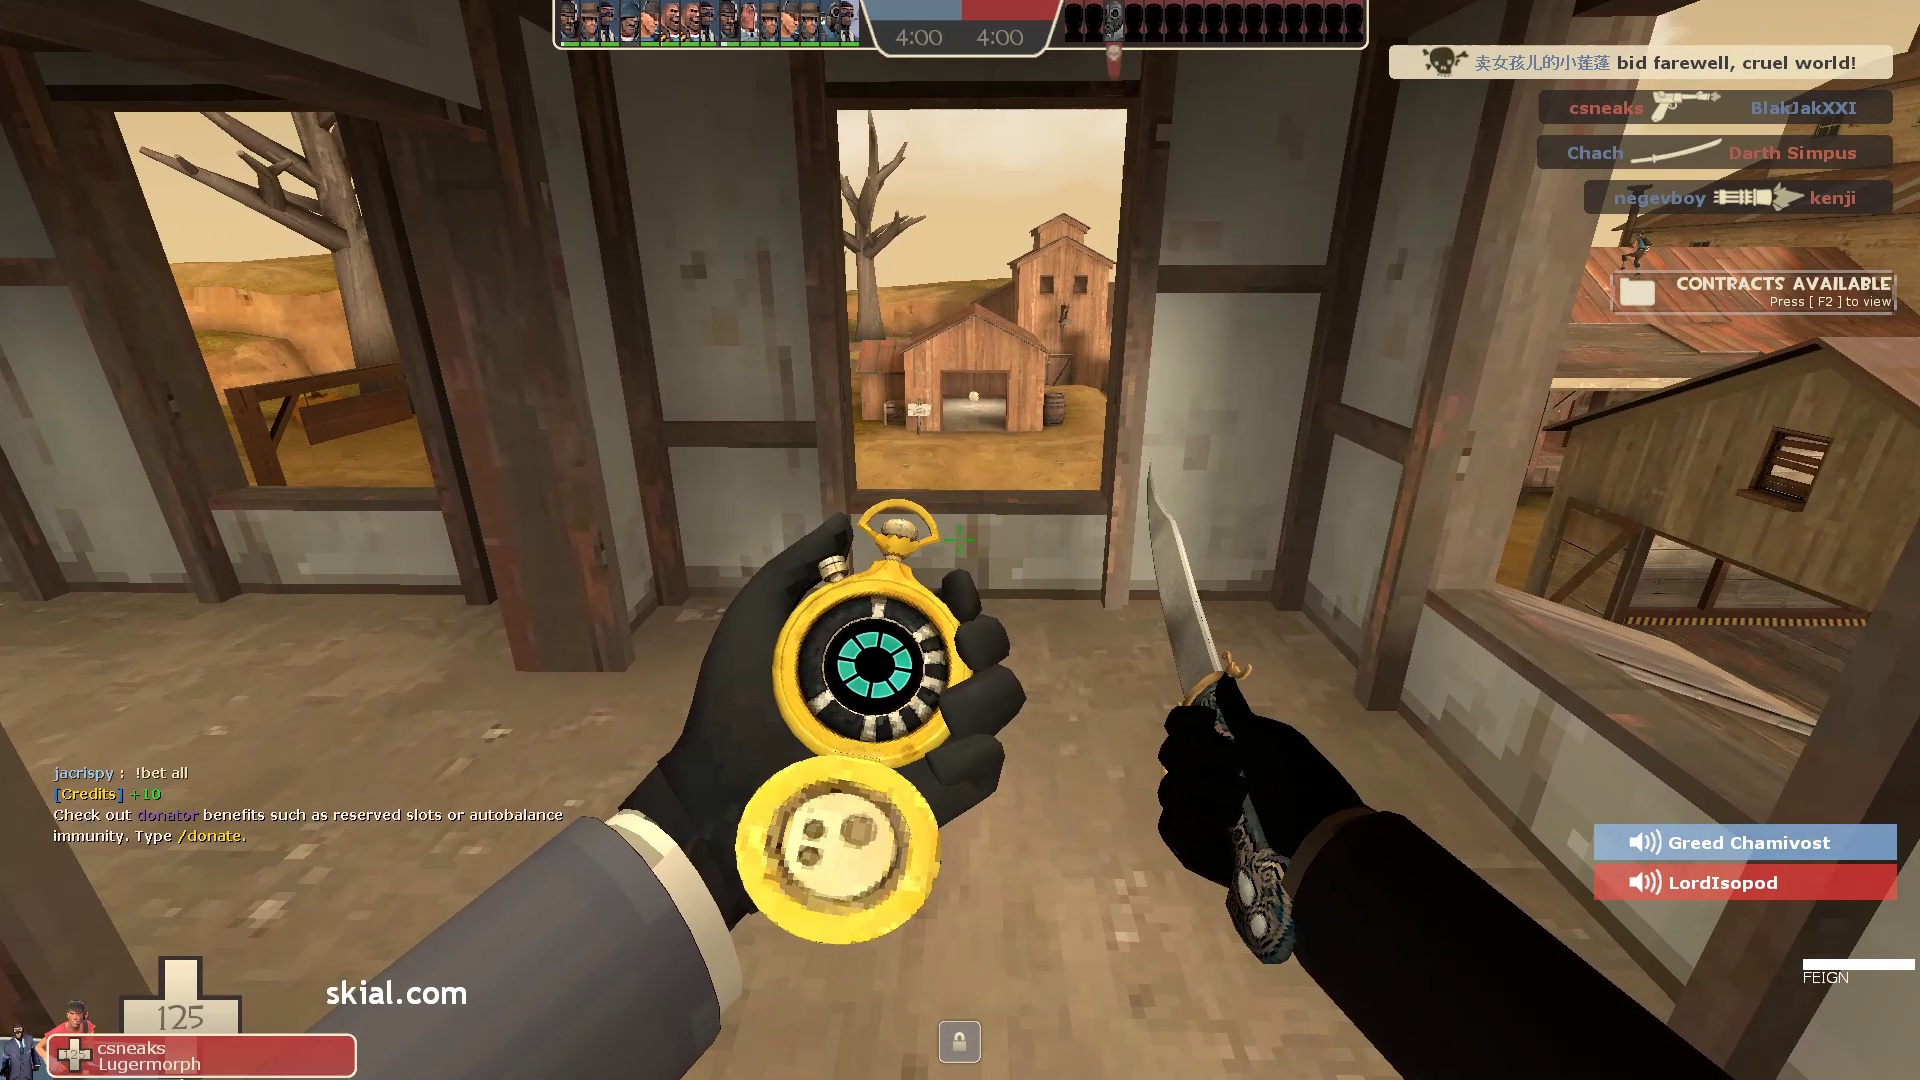 4:00 4:00
卖女孩儿的小莲蓬 bid farewell, cruel world!
csneaks BlakJakXXI
Chach Darth Simpus
negevboy kenji
CONTRACTS AVAILABLE
Press [ F2 ] to view
jacrispy : !bet all
[Credits] +10
Check out donator benefits such as reserved slots or autobalance
immunity. Type /donate.
Greed Chamivost
LordIsopod
FEIGN
skial.com
125
125
csneaks
Lugermorph